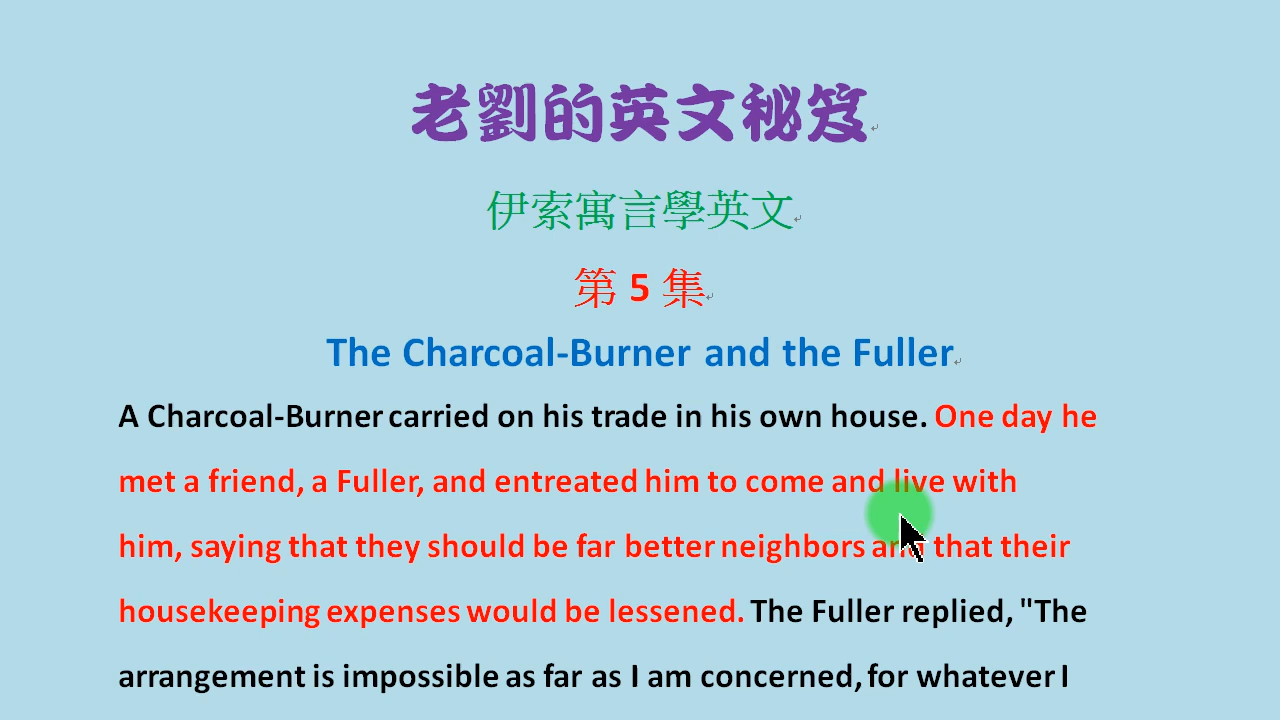 老劉的英文秘笈
伊索寓言學英文
第 5 集
The Charcoal-Burner and the Fuller
A Charcoal-Burner carried on his trade in his own house. One day he
met a friend, a Fuller, and entreated him to come and live with
him, saying that they should be far better neighbors and that their
housekeeping expenses would be lessened. The Fuller replied, "The
arrangement is impossible as far as I am concerned, for whatever I